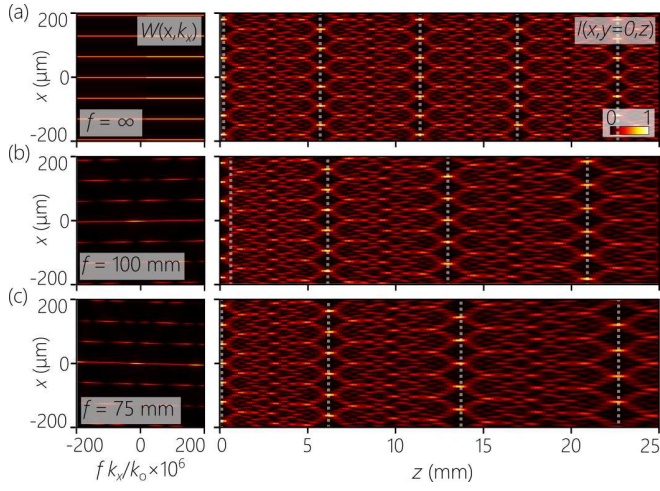 (a)
W(x,kₓ)
I(x,y=0,z)
200
x (μm)
0
-200
f = ∞
0 1
(b)
200
x (μm)
0
-200
f = 100 mm
(c)
200
x (μm)
0
-200
f = 75 mm
-200 0 200
0 5 10 15 20 25
f kₓ/kₒ×10⁶
z (mm)